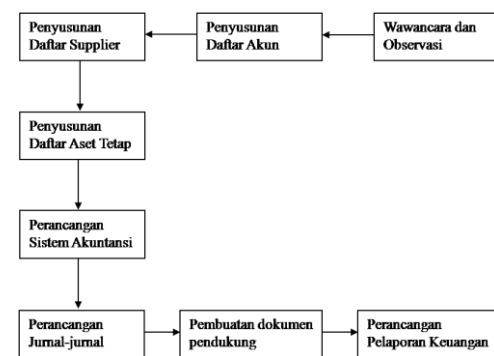 Penyusunan
Daftar Supplier
Penyusunan
Daftar Akun
Wawancara dan
Observasi
Penyusunan
Daftar Aset Tetap
Perancangan
Sistem Akuntansi
Perancangan
Jurnal-jurnal
Pembuatan dokumen
pendukung
Perancangan
Pelaporan Keuangan